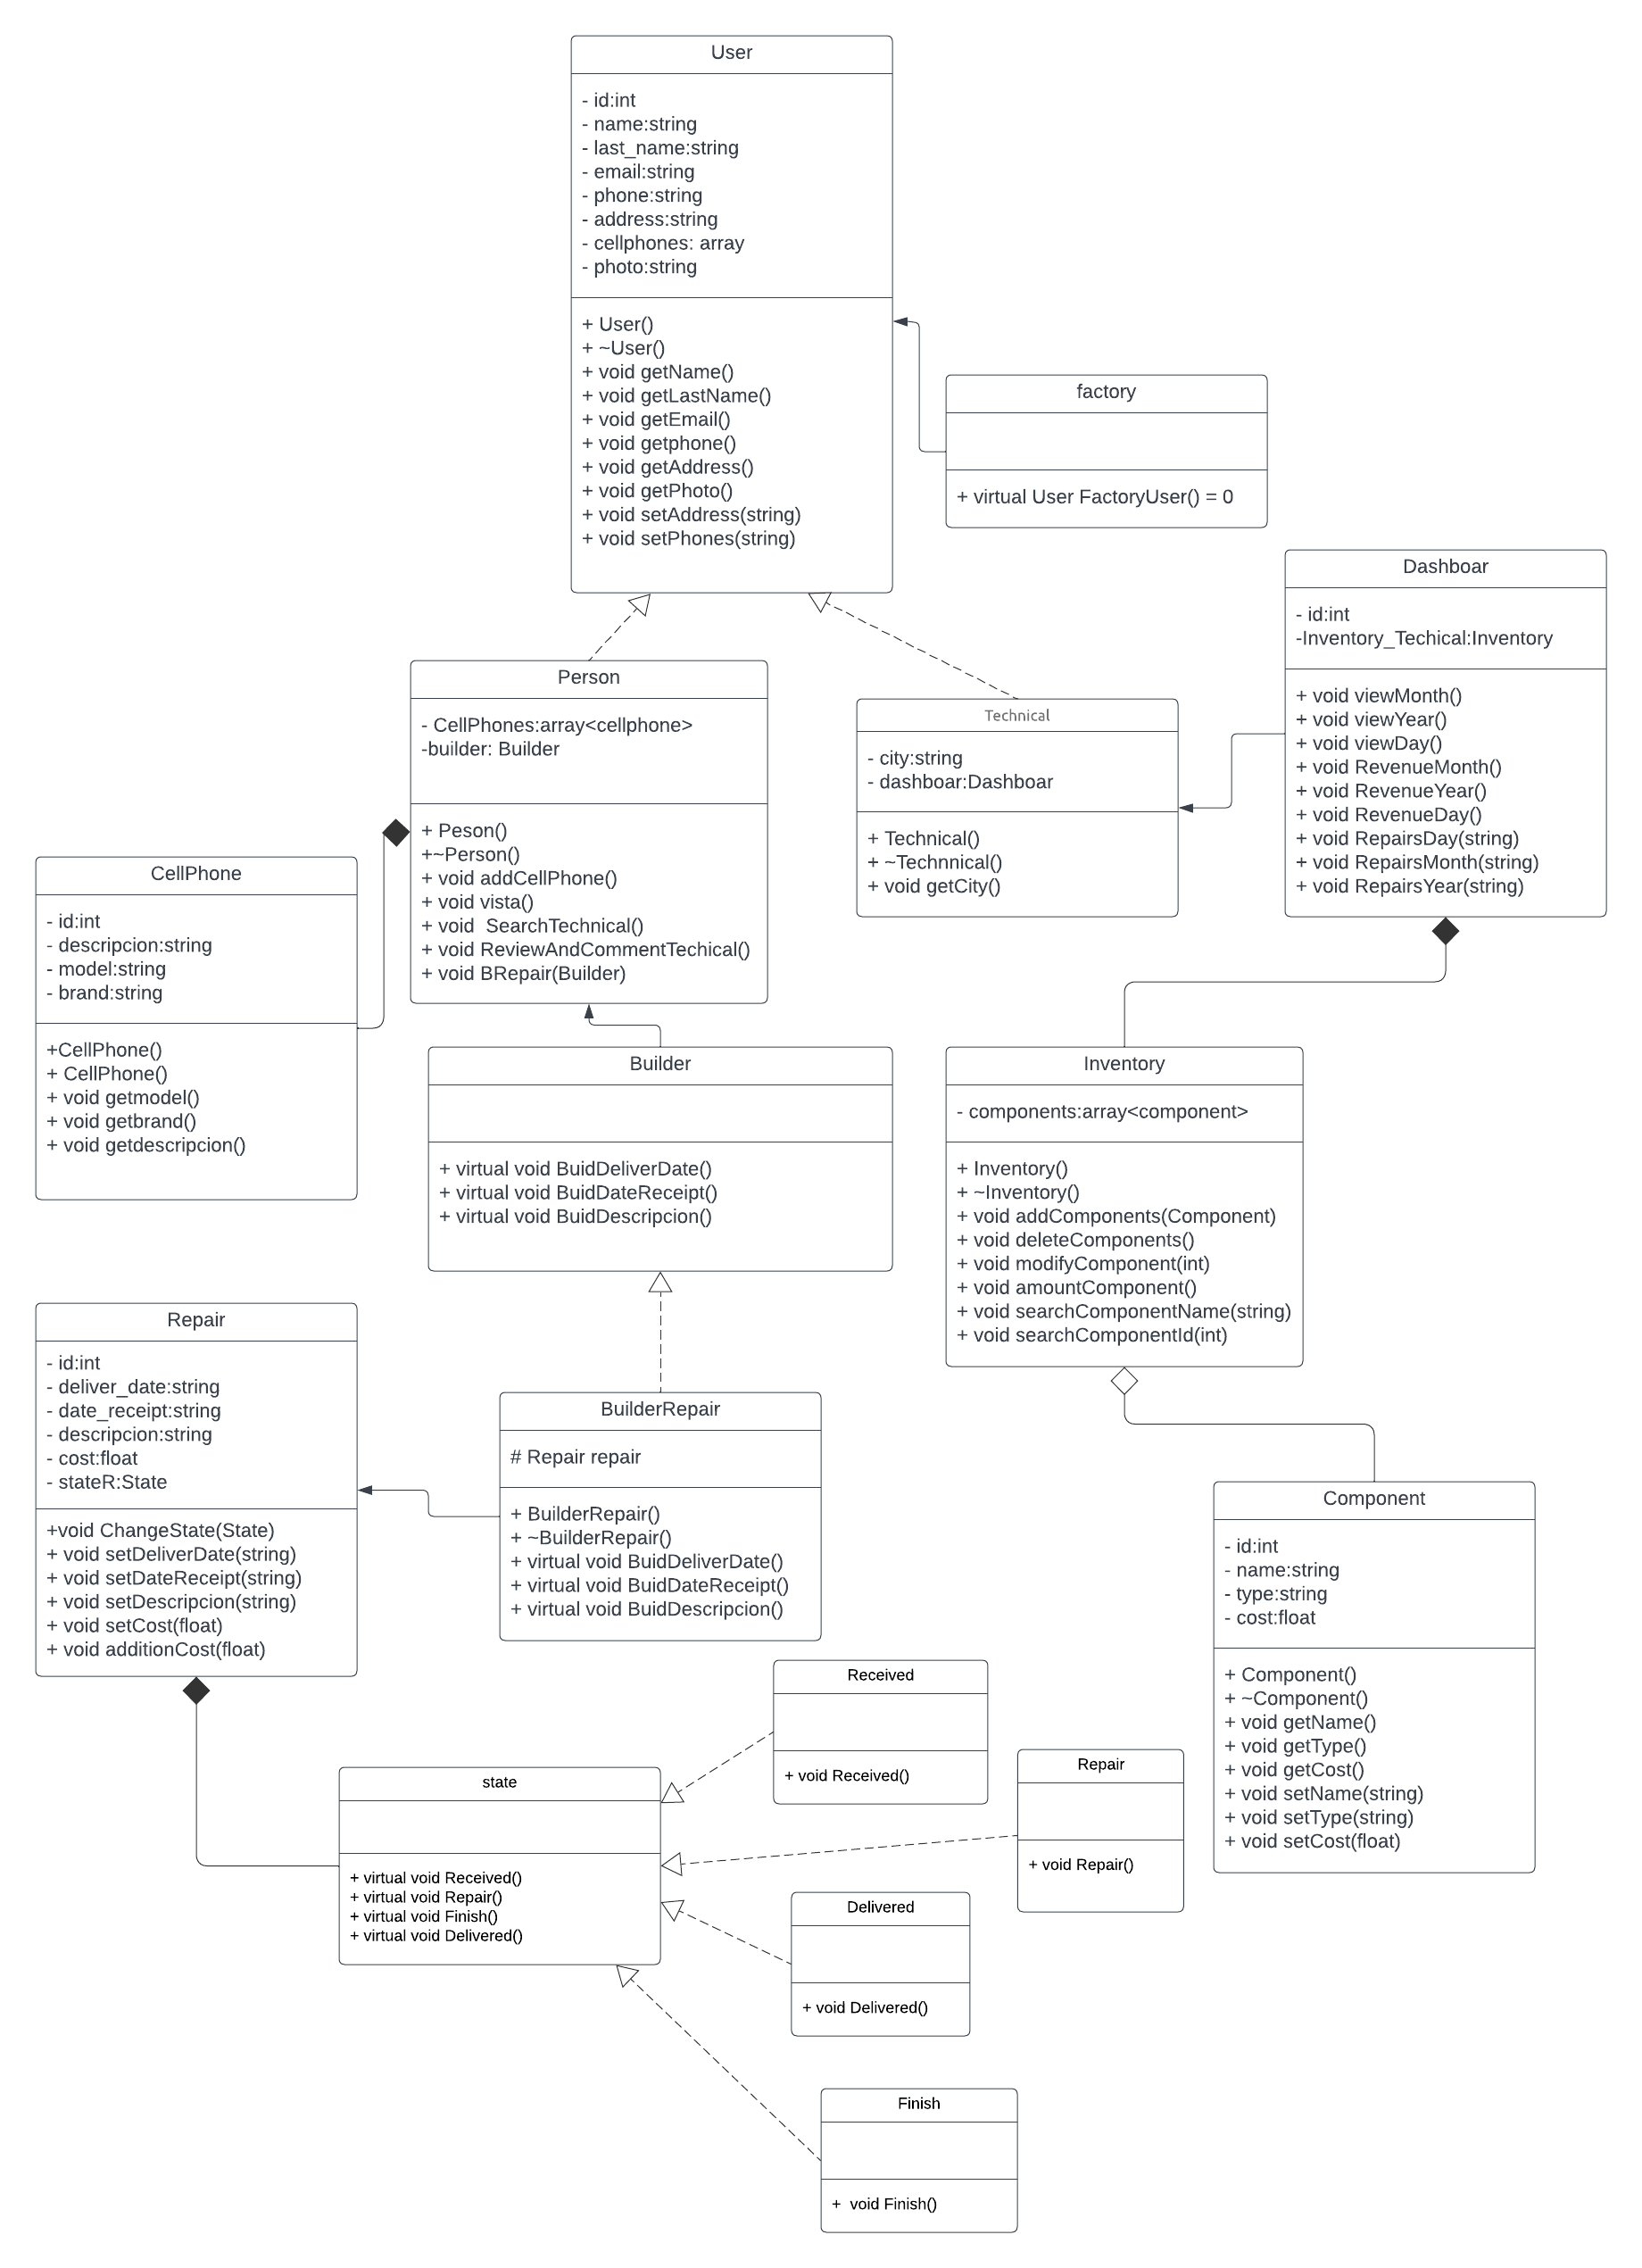 User
- id:int
- name:string
- last_name:string
- email:string
- phone:string
- address:string
- cellphones: array
- photo:string
+ User()
+ ~User()
+ void getName()
+ void getLastName()
+ void getEmail()
+ void getphone()
+ void getAddress()
+ void getPhoto()
+ void setAddress(string)
+ void setPhones(string)
factory
+ virtual User FactoryUser() = 0
Dashboar
- id:int
-Inventory_Techical:Inventory
+ void viewMonth()
+ void viewYear()
+ void viewDay()
+ void RevenueMonth()
+ void RevenueYear()
+ void RevenueDay()
+ void RepairsDay(string)
+ void RepairsMonth(string)
+ void RepairsYear(string)
Person
- CellPhones:array<cellphone>
-builder: Builder
+ Peson()
+~Person()
+ void addCellPhone()
+ void vista()
+ void  SearchTechnical()
+ void ReviewAndCommentTechical()
+ void BRepair(Builder)
Technical
- city:string
- dashboar:Dashboar
+ Technical()
+ ~Technnical()
+ void getCity()
CellPhone
- id:int
- descripcion:string
- model:string
- brand:string
+CellPhone()
+ CellPhone()
+ void getmodel()
+ void getbrand()
+ void getdescripcion()
Builder
+ virtual void BuidDeliverDate()
+ virtual void BuidDateReceipt()
+ virtual void BuidDescripcion()
Inventory
- components:array<component>
+ Inventory()
+ ~Inventory()
+ void addComponents(Component)
+ void deleteComponents()
+ void modifyComponent(int)
+ void amountComponent()
+ void searchComponentName(string)
+ void searchComponentId(int)
Repair
- id:int
- deliver_date:string
- date_receipt:string
- descripcion:string
- cost:float
- stateR:State
+void ChangeState(State)
+ void setDeliverDate(string)
+ void setDateReceipt(string)
+ void setDescripcion(string)
+ void setCost(float)
+ void additionCost(float)
BuilderRepair
# Repair repair
+ BuilderRepair()
+ ~BuilderRepair()
+ virtual void BuidDeliverDate()
+ virtual void BuidDateReceipt()
+ virtual void BuidDescripcion()
Component
- id:int
- name:string
- type:string
- cost:float
+ Component()
+ ~Component()
+ void getName()
+ void getType()
+ void getCost()
+ void setName(string)
+ void setType(string)
+ void setCost(float)
Received
+ void Received()
Repair
+ void Repair()
state
+ virtual void Received()
+ virtual void Repair()
+ virtual void Finish()
+ virtual void Delivered()
Delivered
+ void Delivered()
Finish
+  void Finish()